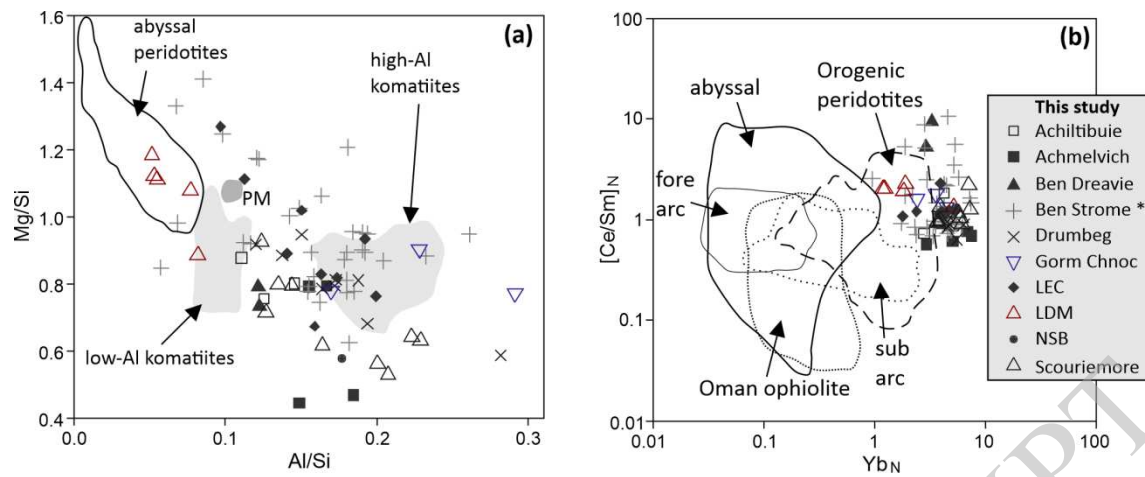 (a)
abyssal
peridotites
high-Al
komatiites
PM
low-Al komatiites
Mg/Si
1.6
1.4
1.2
1.0
0.8
0.6
0.4
0.0
0.1
0.2
0.3
Al/Si
(b)
abyssal
Orogenic
peridotites
fore
arc
sub
arc
Oman ophiolite
[Ce/Sm]N
100
10
1
0.1
0.01
0.01
0.1
1
10
100
YbN
This study
Achiltibuie
Achmelvich
Ben Dreavie
Ben Strome *
Drumbeg
Gorm Chnoc
LEC
LDM
NSB
Scouriemore